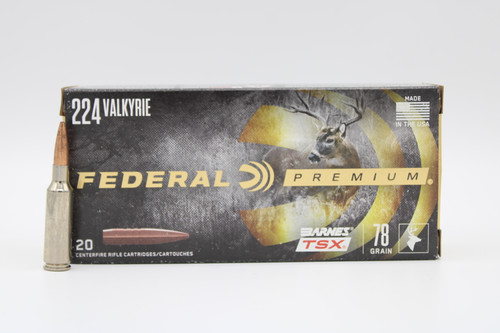 224 VALKYRIE
MADE
IN THE USA
FEDERAL PREMIUM®
20
CENTERFIRE RIFLE CARTRIDGES/CARTOUCHES
BARNES
TSX
78
GRAIN